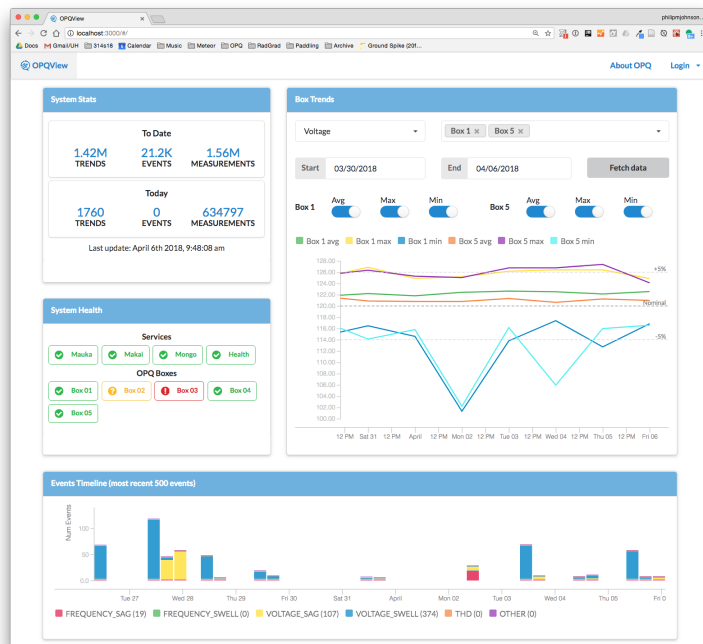 OPQView
philipmjohnson...
localhost:3000/#/
Docs Gmail/UH 314s18 Calendar Music Meteor OPQ RadGrad Padding Archive Ground Spike (20f...
OPQView About OPQ Login
System Stats
To Date
1.42M 21.2K 1.56M
TRENDS EVENTS MEASUREMENTS
Today
1760 0 634797
TRENDS EVENTS MEASUREMENTS
Last update: April 6th 2018, 9:48:08 am
System Health
Services
Mauka Makai Mongo Health
OPQ Boxes
Box 01 Box 02 Box 03 Box 04
Box 05
Box Trends
Voltage Box 1 × Box 5 ×
Start 03/30/2018 End 04/06/2018 Fetch data
Box 1 Avg Max Min Box 5 Avg Max Min
Box 1 avg Box 1 max Box 1 min Box 5 avg Box 5 max Box 5 min
128.00
126.00
+5%
124.00
122.00
120.00
Nominal
118.00
116.00
114.00
-5%
112.00
110.00
108.00
106.00
104.00
102.00
100.00
12 PM Sat 31 12 PM April 12 PM Mon 02 12 PM Tue 03 12 PM Wed 04 12 PM Thu 05 12 PM Fri 06
Events Timeline (most recent 500 events)
Num Events
100
50
0.0
Tue 27 Wed 28 Thu 29 Fri 30 Sat 31 April Mon 02 Tue 03 Wed 04 Thu 05 Fri 0
FREQUENCY_SAG (19) FREQUENCY_SWELL (0) VOLTAGE_SAG (107) VOLTAGE_SWELL (374) THD (0) OTHER (0)